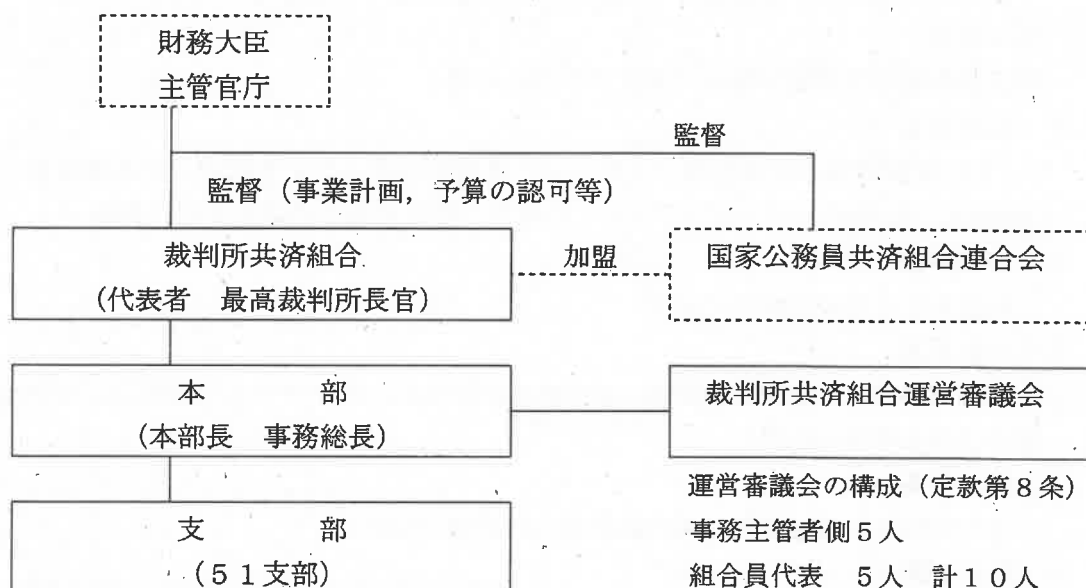 財務大臣
主管官庁
監督
監督（事業計画，予算の認可等）
裁判所共済組合
（代表者　最高裁判所長官）
加盟
国家公務員共済組合連合会
本　　　部
（本部長　事務総長）
裁判所共済組合運営審議会
支　　　部
（５１支部）
運営審議会の構成（定款第８条）
事務主管者側５人
組合員代表　５人　計１０人